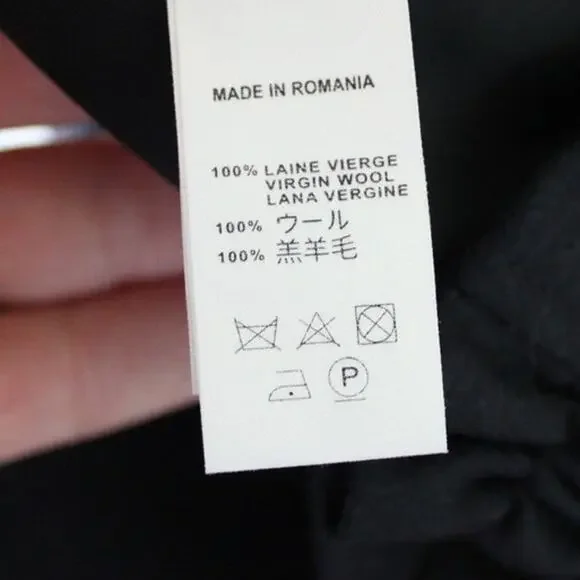 MADE IN ROMANIA
100% LAINE VIERGE
VIRGIN WOOL
LANA VERGINE
100% ウール
100% 羔羊毛
P